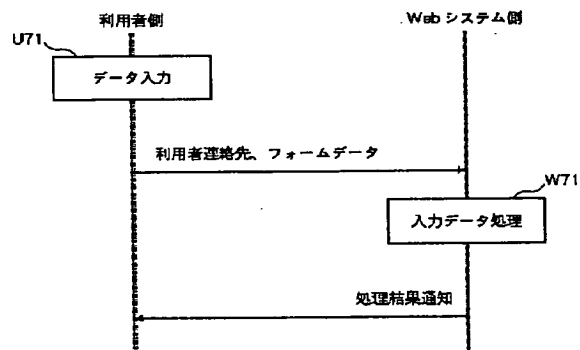 利用者側
Web システム側
U71
データ入力
利用者連絡先、フォームデータ
W71
入力データ処理
処理結果通知